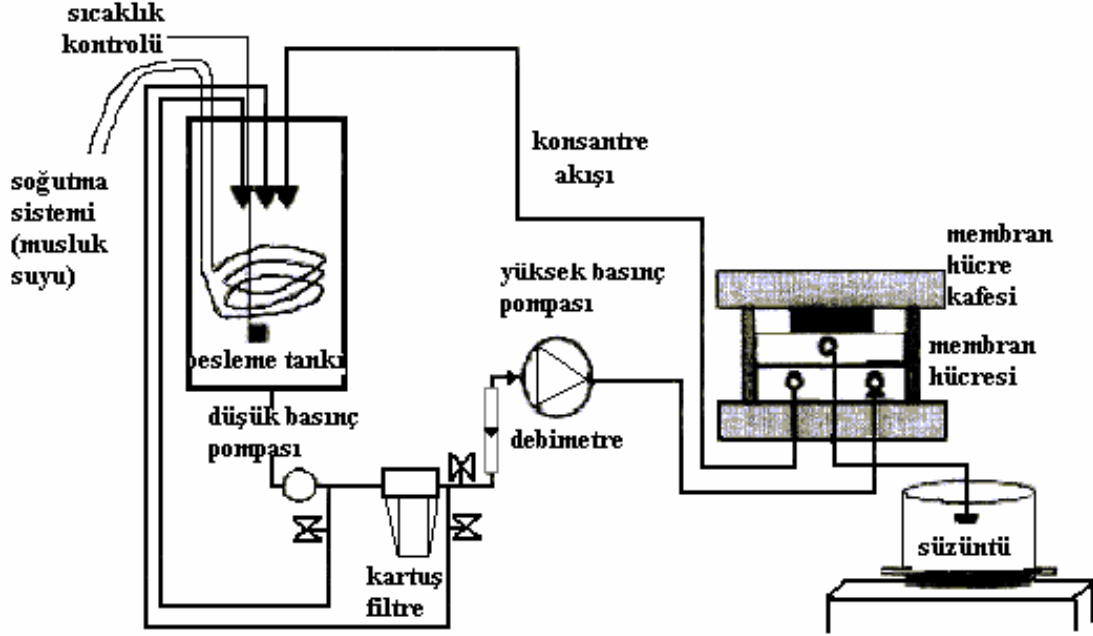 sıcaklık
kontrolü
soğutma
sistemi
(musluk
suyu)
konsantre
akışı
yüksek basınç
pompası
membran
hücre
kafesi
membran
hücresi
besleme tankı
düşük basınç
pompası
debimetre
kartuş
filtre
süzüntü